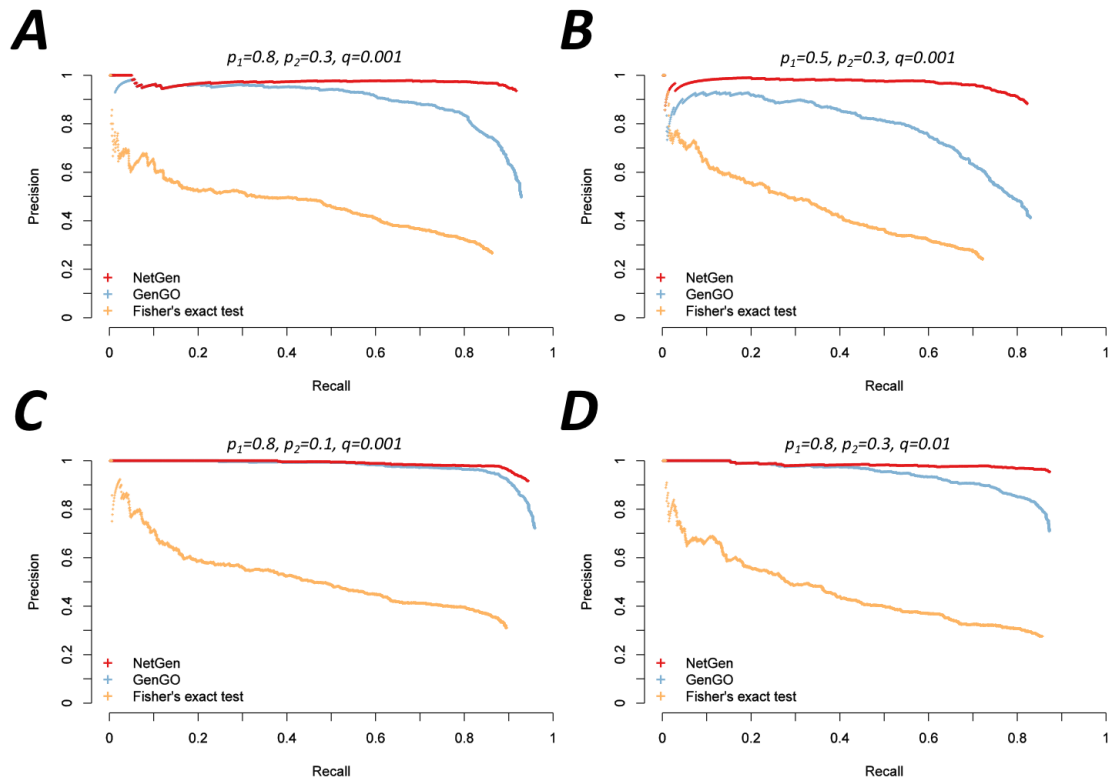 A
p1=0.8, p2=0.3, q=0.001
Precision
0
0.2
0.4
0.6
0.8
1
NetGen
GenGO
Fisher's exact test
0
0.2
0.4
0.6
0.8
1
Recall
B
p1=0.5, p2=0.3, q=0.001
Precision
0
0.2
0.4
0.6
0.8
1
NetGen
GenGO
Fisher's exact test
0
0.2
0.4
0.6
0.8
1
Recall
C
p1=0.8, p2=0.1, q=0.001
Precision
0
0.2
0.4
0.6
0.8
1
NetGen
GenGO
Fisher's exact test
0
0.2
0.4
0.6
0.8
1
Recall
D
p1=0.8, p2=0.3, q=0.01
Precision
0
0.2
0.4
0.6
0.8
1
NetGen
GenGO
Fisher's exact test
0
0.2
0.4
0.6
0.8
1
Recall